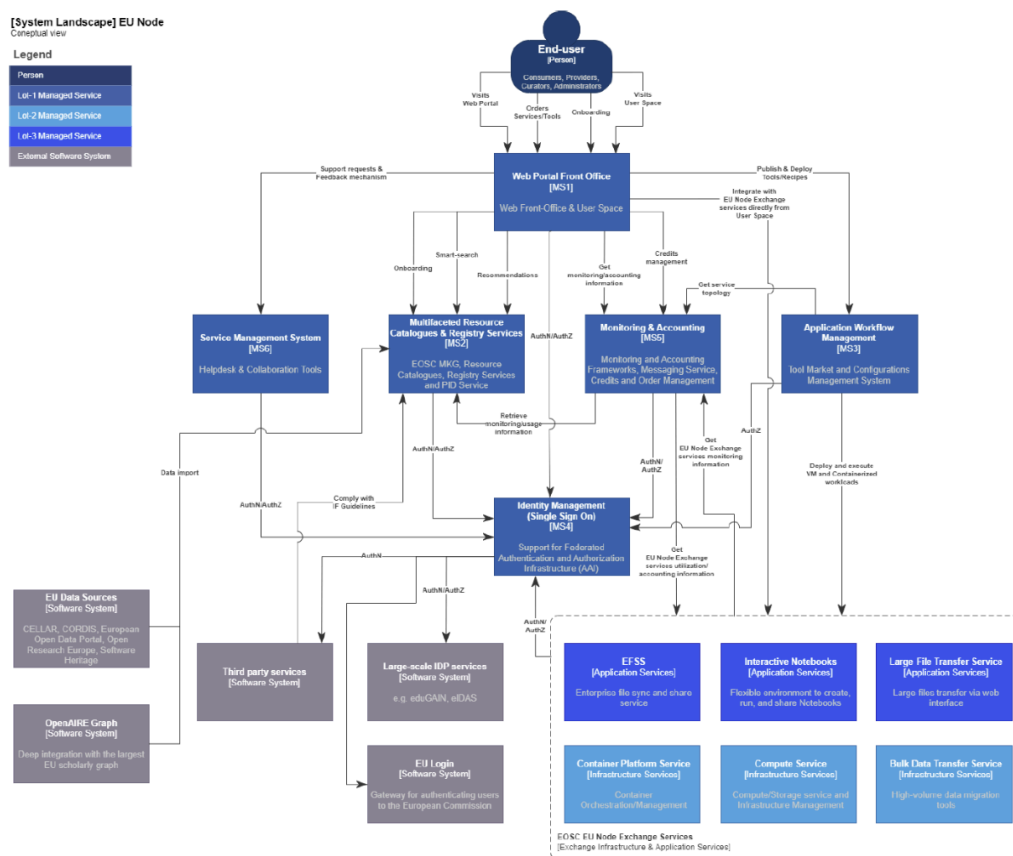 [System Landscape] EU Node
Coneptual view
Legend
Person
Lot-1 Managed Service
Lot-2 Managed Service
Lot-3 Managed Service
External Software System
End-user
[Person]
Consumers, Providers,
Curators, Administrators
Visits
Web Portal
Orders
Services/Tools
Onboarding
Visits
User Space
Web Portal Front Office
[MS1]
Web Front-Office & User Space
Support requests &
Feedback mechanism
Publish & Deploy
Tools/Recipes
Integrate with
EU Node Exchange
services directly from
User Space
Onboarding
Smart-search
Recommendations
Get
monitoring/accounting
information
Credits
management
Get service
topology
AuthN/AuthZ
Service Management System
[MS6]
Helpdesk & Collaboration Tools
Multifaceted Resource
Catalogues & Registry Services
[MS2]
EOSC MKG, Resource
Catalogues, Registry Services
and PID Service
Monitoring & Accounting
[MS5]
Monitoring and Accounting
Frameworks, Messaging Service,
Credits and Order Management
Application Workflow
Management
[MS3]
Tool Market and Configurations
Management System
Retrieve
monitoring/usage
information
AuthZ
AuthN/AuthZ
AuthN/
AuthZ
Get
EU Node Exchange
services monitoring
information
Deploy and execute
VM and Containerized
workloads
Data import
AuthN/AuthZ
Comply with
IF Guidelines
Identity Management
(Single Sign On)
[MS4]
Support for Federated
Authentication and Authorization
Infrastructure (AAI)
AuthN
AuthN/AuthZ
Get
EU Node Exchange
services utilization/
accounting information
AuthN/
AuthZ
EU Data Sources
[Software System]
CELLAR, CORDIS, European
Open Data Portal, Open
Research Europe, Software
Heritage
Third party services
[Software System]
Large-scale IDP services
[Software System]
e.g. eduGAIN, eIDAS
EFSS
[Application Services]
Enterprise file sync and share
service
Interactive Notebooks
[Application Services]
Flexible environment to create,
run, and share Notebooks
Large File Transfer Service
[Application Services]
Large files transfer via web
interface
OpenAIRE Graph
[Software System]
Deep integration with the largest
EU scholarly graph
EU Login
[Software System]
Gateway for authenticating users
to the European Commission
Container Platform Service
[Infrastructure Services]
Container
Orchestration/Management
Compute Service
[Infrastructure Services]
Compute/Storage service and
Infrastructure Management
Bulk Data Transfer Service
[Infrastructure Services]
High-volume data migration
tools
EOSC EU Node Exchange Services
[Exchange Infrastructure & Application Services]